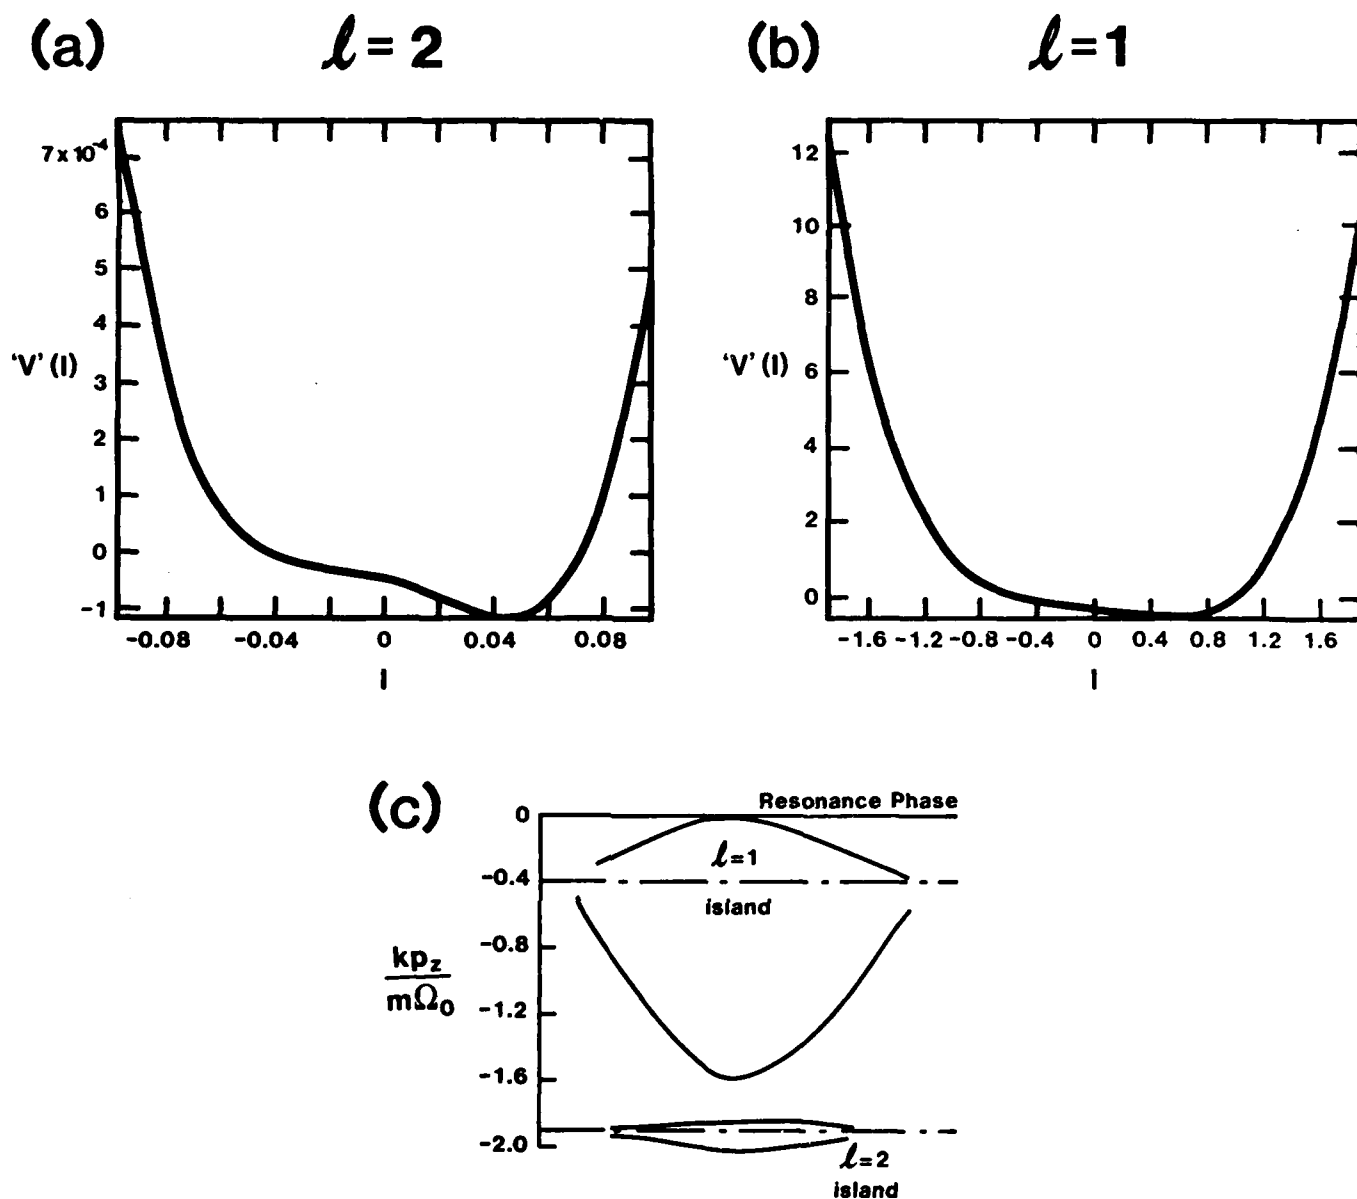 (a) ℓ = 2
7 x 10⁻⁴
6
5
4
'V' (I)
3
2
1
0
-1
-0.08 -0.04 0 0.04 0.08
I
(b) ℓ = 1
12
10
8
'V' (I) 6
4
2
0
-1.6 -1.2 -0.8 -0.4 0 0.4 0.8 1.2 1.6
I
(c)
Resonance Phase
0
ℓ=1
-0.4
island
-0.8
kp_z
mΩ₀
-1.2
-1.6
-2.0
ℓ=2
island